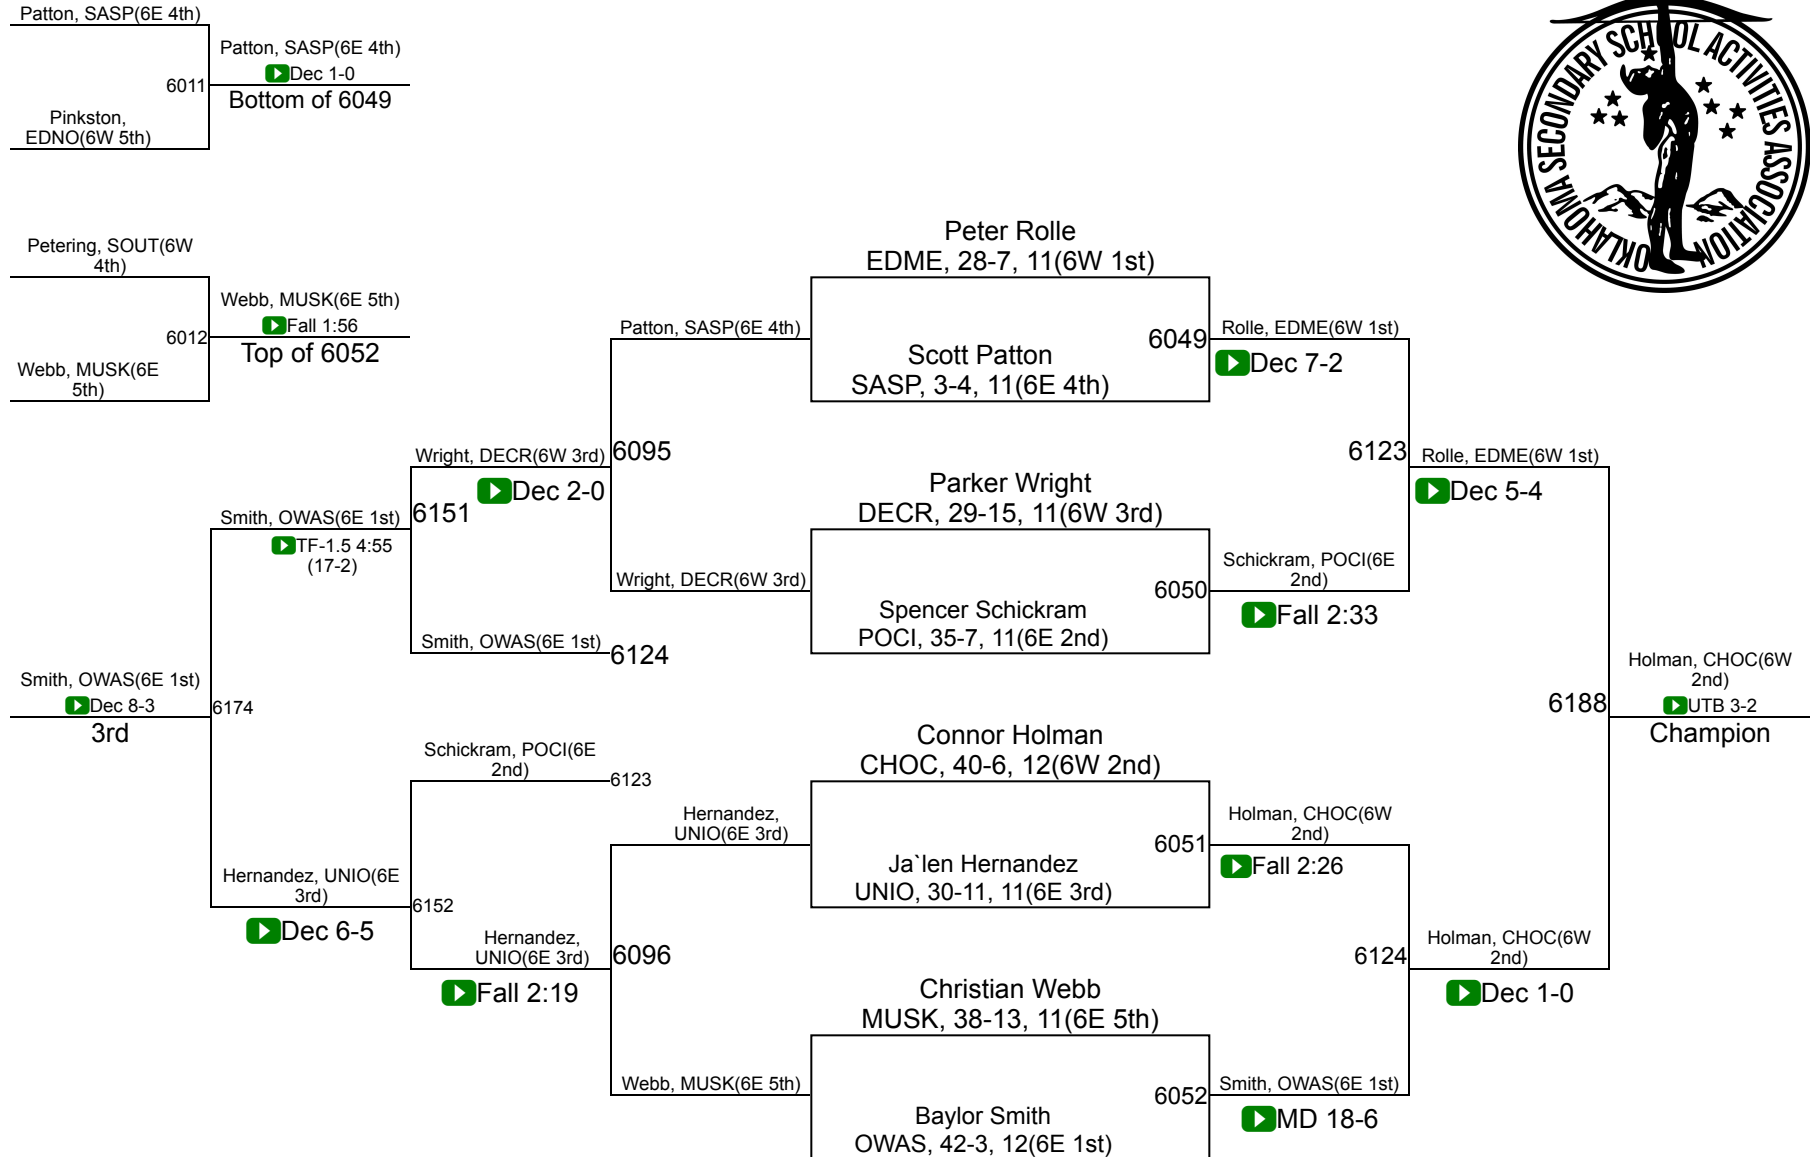 Patton, SASP(6E 4th)
6011
Pinkston,
EDNO(6W 5th)
Patton, SASP(6E 4th)
Dec 1-0
Bottom of 6049
OKLAHOMA SECONDARY SCHOOL ACTIVITIES ASSOCIATION
Petering, SOUT(6W
4th)
6012
Webb, MUSK(6E
5th)
Webb, MUSK(6E 5th)
Fall 1:56
Top of 6052
Peter Rolle
EDME, 28-7, 11(6W 1st)
6049
Scott Patton
SASP, 3-4, 11(6E 4th)
Parker Wright
DECR, 29-15, 11(6W 3rd)
6050
Spencer Schickram
POCI, 35-7, 11(6E 2nd)
Connor Holman
CHOC, 40-6, 12(6W 2nd)
6051
Ja`len Hernandez
UNIO, 30-11, 11(6E 3rd)
Christian Webb
MUSK, 38-13, 11(6E 5th)
6052
Baylor Smith
OWAS, 42-3, 12(6E 1st)
Rolle, EDME(6W 1st)
Dec 7-2
6123
Schickram, POCI(6E
2nd)
Fall 2:33
Holman, CHOC(6W
2nd)
Fall 2:26
6124
Smith, OWAS(6E 1st)
MD 18-6
Rolle, EDME(6W 1st)
Dec 5-4
6188
Holman, CHOC(6W
2nd)
Dec 1-0
Holman, CHOC(6W
2nd)
UTB 3-2
Champion
Patton, SASP(6E 4th)
6095
Wright, DECR(6W 3rd)
Hernandez,
UNIO(6E 3rd)
6096
Webb, MUSK(6E 5th)
Wright, DECR(6W 3rd)
Dec 2-0
6151
Smith, OWAS(6E 1st)
6124
Schickram, POCI(6E
2nd)
6123
6152
Hernandez,
UNIO(6E 3rd)
Fall 2:19
Smith, OWAS(6E 1st)
TF-1.5 4:55
(17-2)
6174
Hernandez, UNIO(6E
3rd)
Dec 6-5
Smith, OWAS(6E 1st)
Dec 8-3
3rd